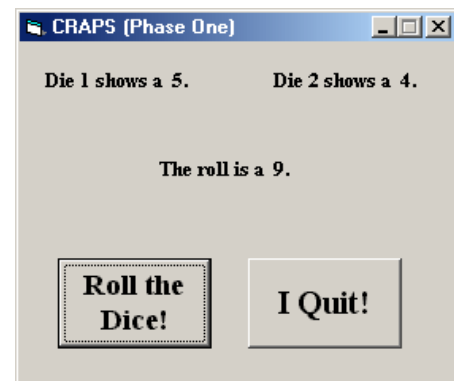 CRAPS (Phase One)
Die 1 shows a 5.
Die 2 shows a 4.
The roll is a 9.
Roll the
Dice!
I Quit!